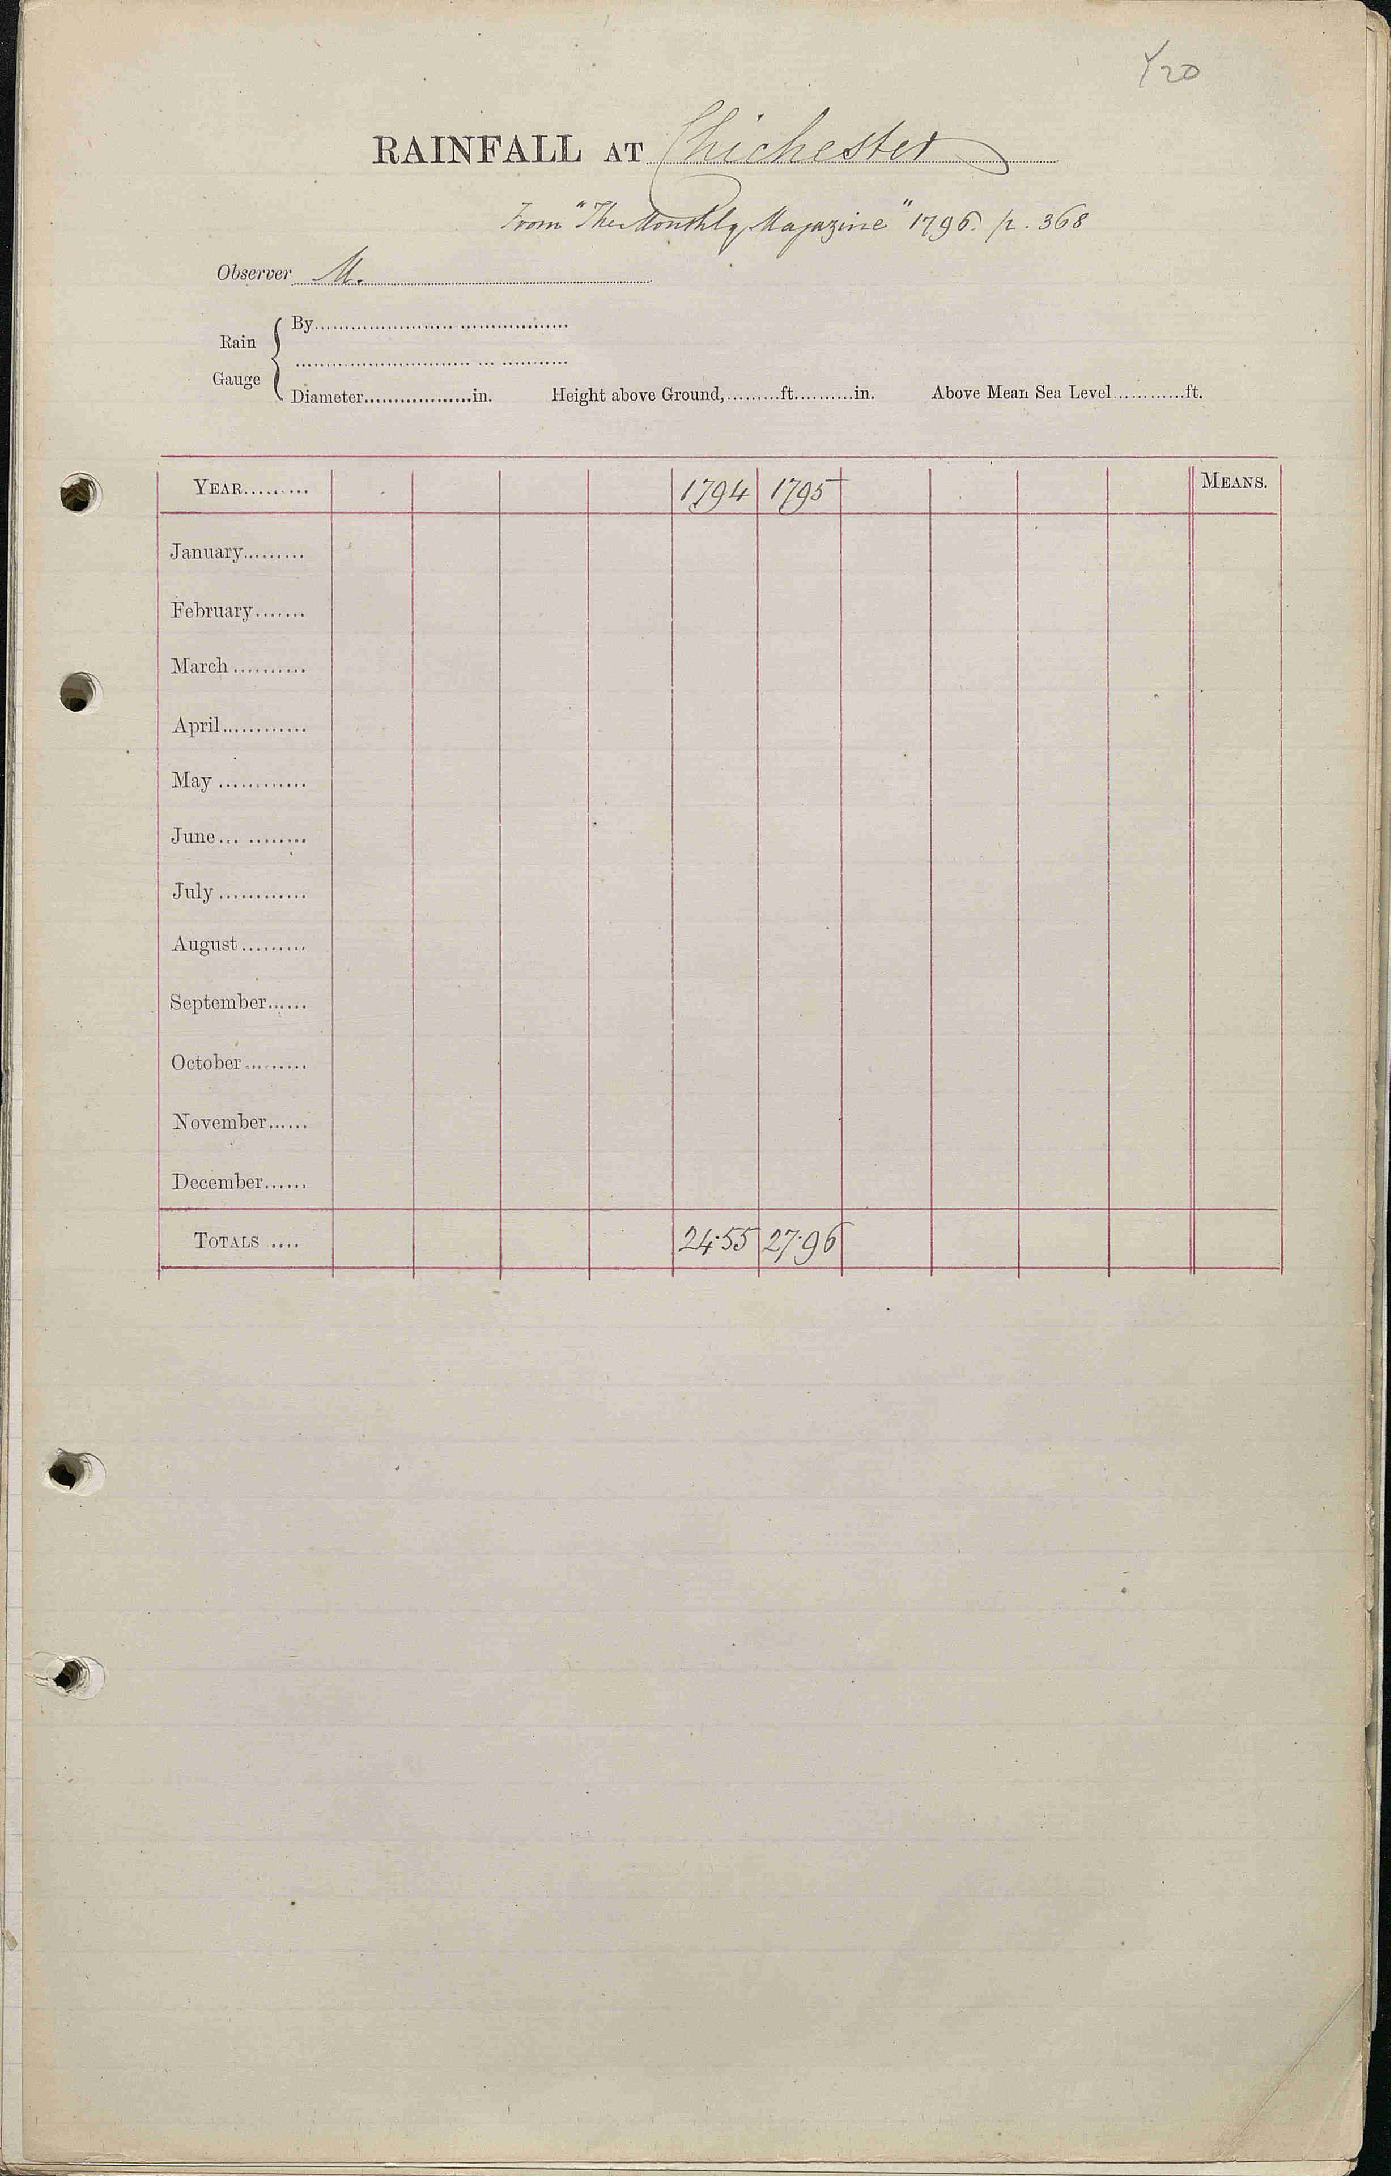 Y20
RAINFALL AT Chichester
From "The Monthly Magazine" 1796. p. 368
Observer M.
Rain Gauge
By
Diameter in. Height above Ground, ft. in. Above Mean Sea Level ft.
YEAR 1794 1795 MEANS.
January
February
March
April
May
June
July
August
September
October
November
December
TOTALS 24·55 27·96